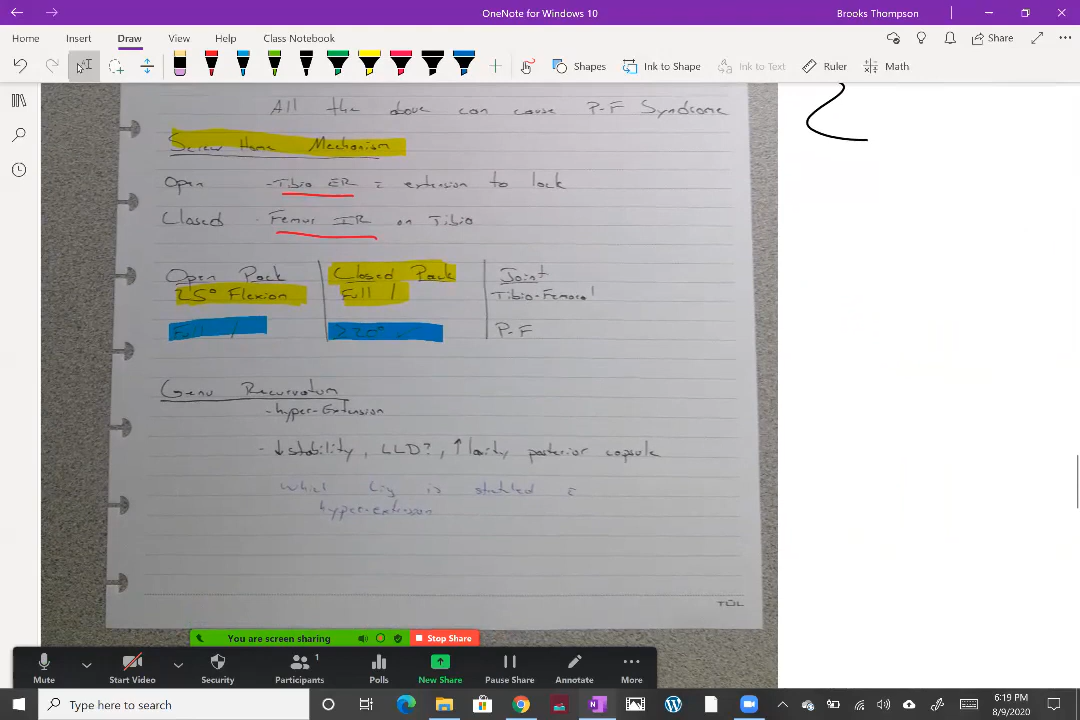 OneNote for Windows 10
Brooks Thompson
Home Insert Draw View Help Class Notebook
Share
Shapes Ink to Shape Ink to Text Ruler Math
All the above can cause P-F Syndrome
Screw Home Mechanism
Open - Tibia ER c extension to lock
Closed - Femur IR on Tibia
Open Pack Closed Pack Joint
25° Flexion Full / Tibio-Femoral
Full / P-F
Genu Recurvatum
- hyper-Extension
- ↓ stability, LLD?, ↑ laxity posterior capsule
which Lig is stretched c
hyper-extension
TUL
You are screen sharing Stop Share
Mute Start Video Security Participants 1 Polls New Share Pause Share Annotate More
Type here to search
6:19 PM
8/9/2020